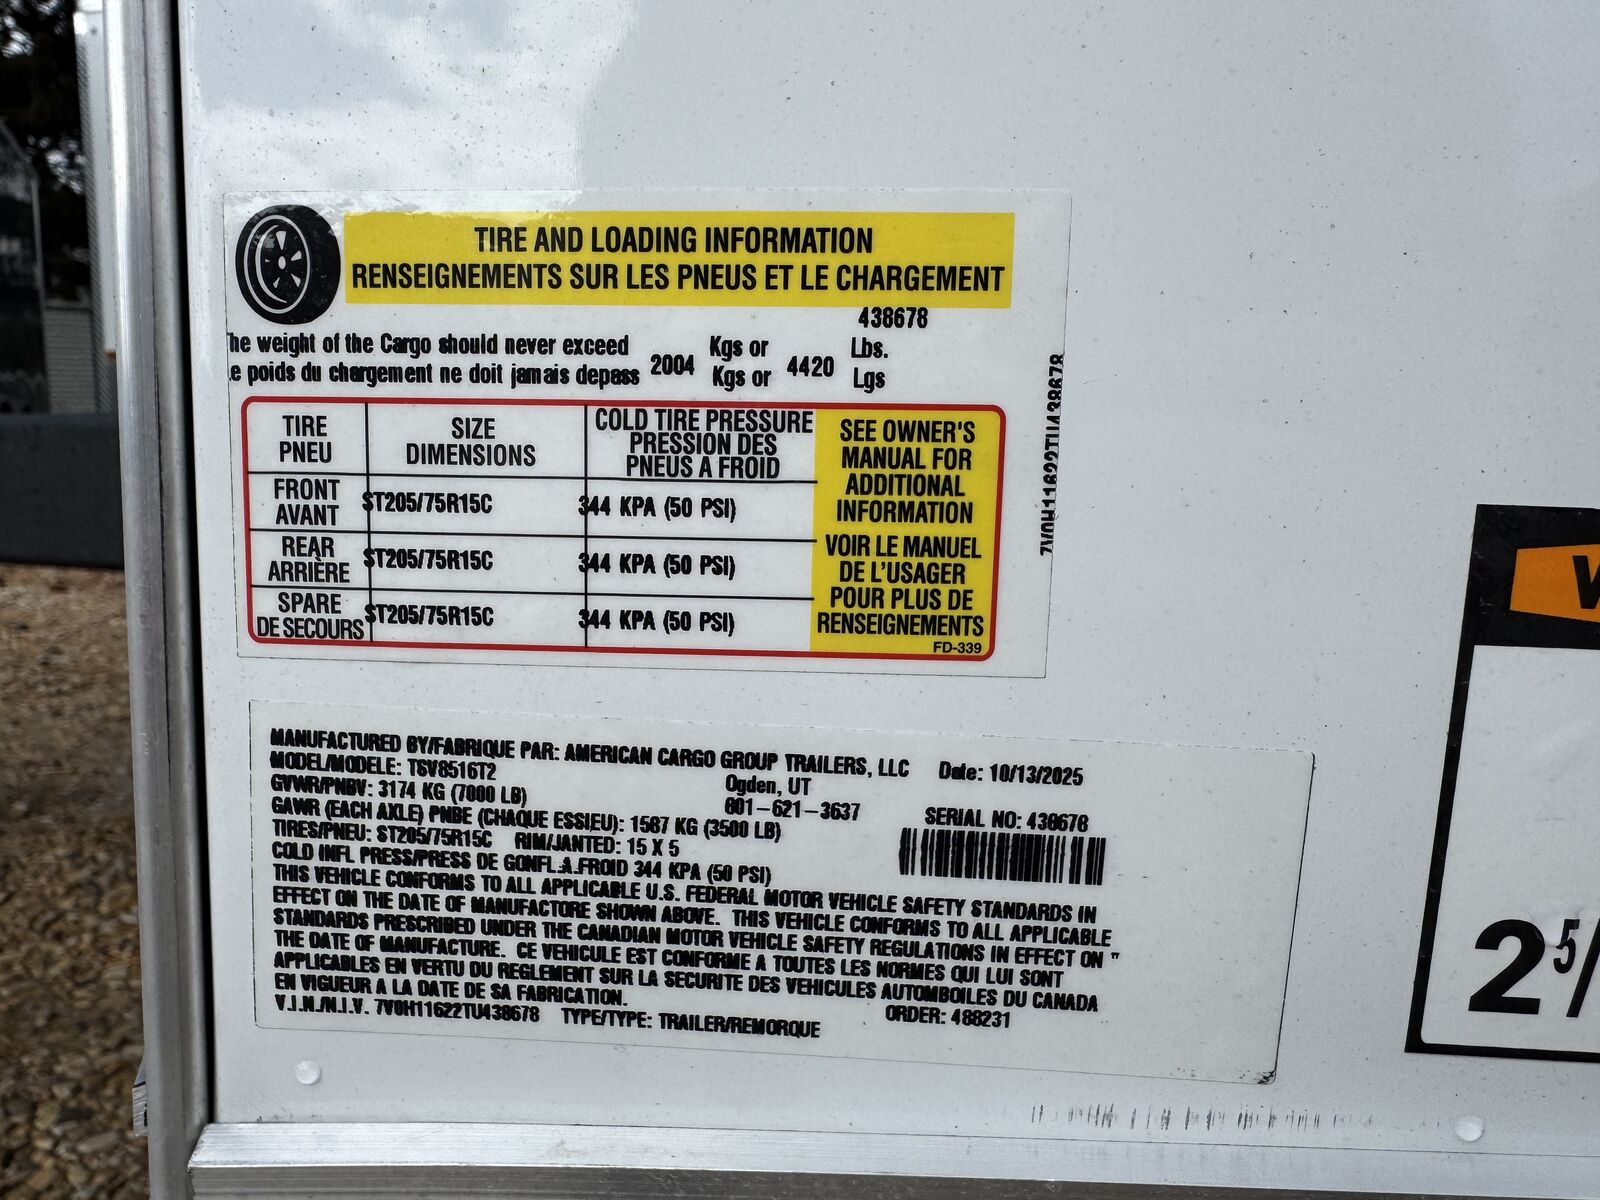 TIRE AND LOADING INFORMATION
RENSEIGNEMENTS SUR LES PNEUS ET LE CHARGEMENT
438678
he weight of the Cargo should never exceed 2004 Kgs or 4420 Lbs.
e poids du chargement ne doit jamais depass Kgs or Lgs
TIRE PNEU
SIZE DIMENSIONS
COLD TIRE PRESSURE
PRESSION DES
PNEUS A FROID
FRONT AVANT ST205/75R15C 344 KPA (50 PSI)
REAR ARRIÈRE ST205/75R15C 344 KPA (50 PSI)
SPARE DE SECOURS ST205/75R15C 344 KPA (50 PSI)
SEE OWNER'S
MANUAL FOR
ADDITIONAL
INFORMATION
VOIR LE MANUEL
DE L'USAGER
POUR PLUS DE
RENSEIGNEMENTS
FD-339
7V0H11622TU438678
MANUFACTURED BY/FABRIQUE PAR: AMERICAN CARGO GROUP TRAILERS, LLC Date: 10/13/2025
MODEL/MODELE: TSV8516T2 Ogden, UT
GVWR/PNBV: 3174 KG (7000 LB) 801-621-3637
GAWR (EACH AXLE) PNBE (CHAQUE ESSIEU): 1587 KG (3500 LB) SERIAL NO: 438678
TIRES/PNEU: ST205/75R15C RIM/JANTED: 15 X 5
COLD INFL PRESS/PRESS DE GONFL.A.FROID 344 KPA (50 PSI)
THIS VEHICLE CONFORMS TO ALL APPLICABLE U.S. FEDERAL MOTOR VEHICLE SAFETY STANDARDS IN
EFFECT ON THE DATE OF MANUFACTORE SHOWN ABOVE. THIS VEHICLE CONFORMS TO ALL APPLICABLE
STANDARDS PRESCRIBED UNDER THE CANADIAN MOTOR VEHICLE SAFETY REGULATIONS IN EFFECT ON "
THE DATE OF MANUFACTURE. CE VEHICULE EST CONFORME A TOUTES LES NORMES QUI LUI SONT
APPLICABLES EN VERTU DU REGLEMENT SUR LA SECURITE DES VEHICULES AUTOMBOILES DU CANADA
EN VIGUEUR A LA DATE DE SA FABRICATION. ORDER: 488231
V.I.N./N.I.V. 7V0H11622TU438678 TYPE/TYPE: TRAILER/REMORQUE
2 5/